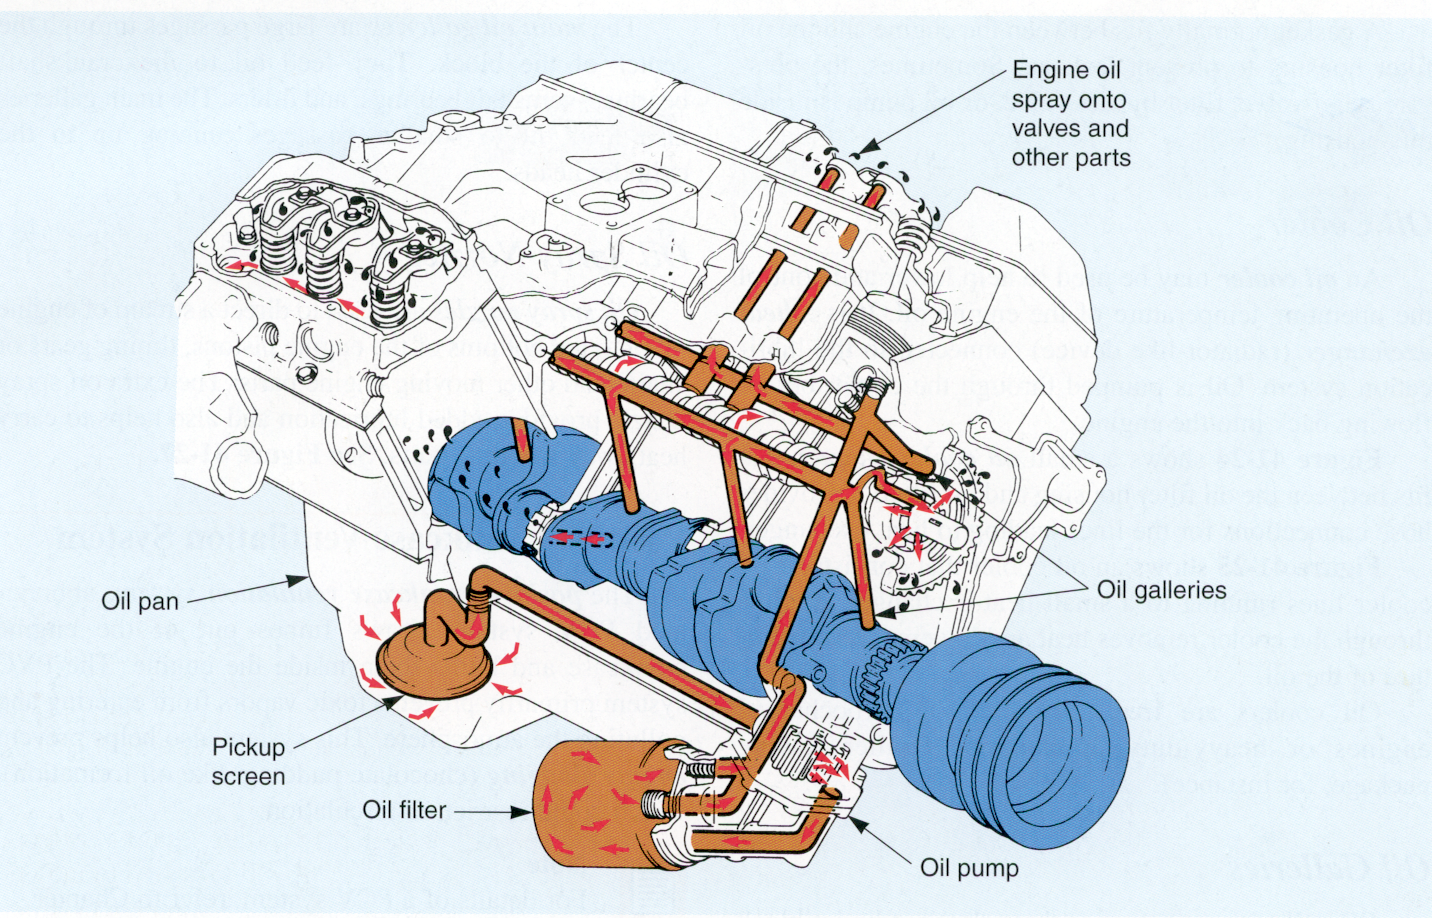 Engine oil
spray onto
valves and
other parts
Oil galleries
Oil pan
Pickup
screen
Oil filter
Oil pump